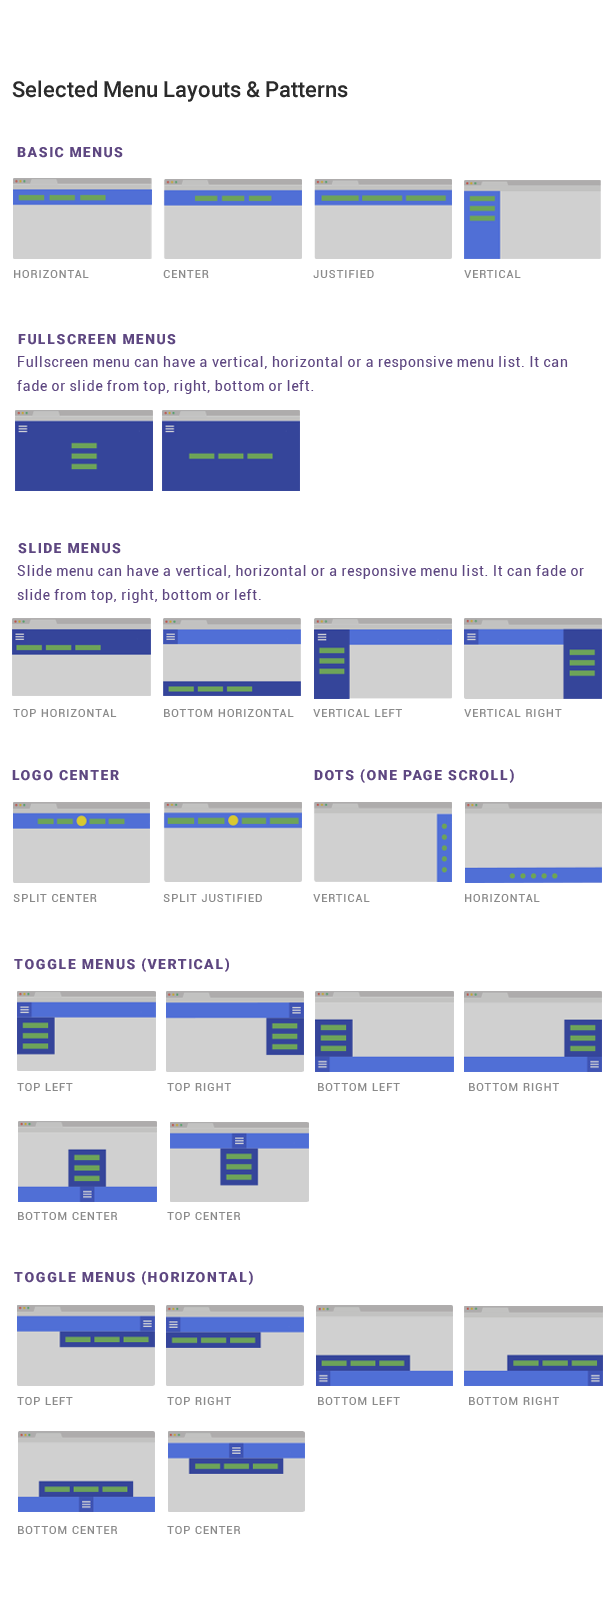 Selected Menu Layouts & Patterns
BASIC MENUS
HORIZONTAL
CENTER
JUSTIFIED
VERTICAL
FULLSCREEN MENUS
Fullscreen menu can have a vertical, horizontal or a responsive menu list. It can
fade or slide from top, right, bottom or left.
SLIDE MENUS
Slide menu can have a vertical, horizontal or a responsive menu list. It can fade or
slide from top, right, bottom or left.
TOP HORIZONTAL
BOTTOM HORIZONTAL
VERTICAL LEFT
VERTICAL RIGHT
LOGO CENTER
DOTS (ONE PAGE SCROLL)
SPLIT CENTER
SPLIT JUSTIFIED
VERTICAL
HORIZONTAL
TOGGLE MENUS (VERTICAL)
TOP LEFT
TOP RIGHT
BOTTOM LEFT
BOTTOM RIGHT
BOTTOM CENTER
TOP CENTER
TOGGLE MENUS (HORIZONTAL)
TOP LEFT
TOP RIGHT
BOTTOM LEFT
BOTTOM RIGHT
BOTTOM CENTER
TOP CENTER